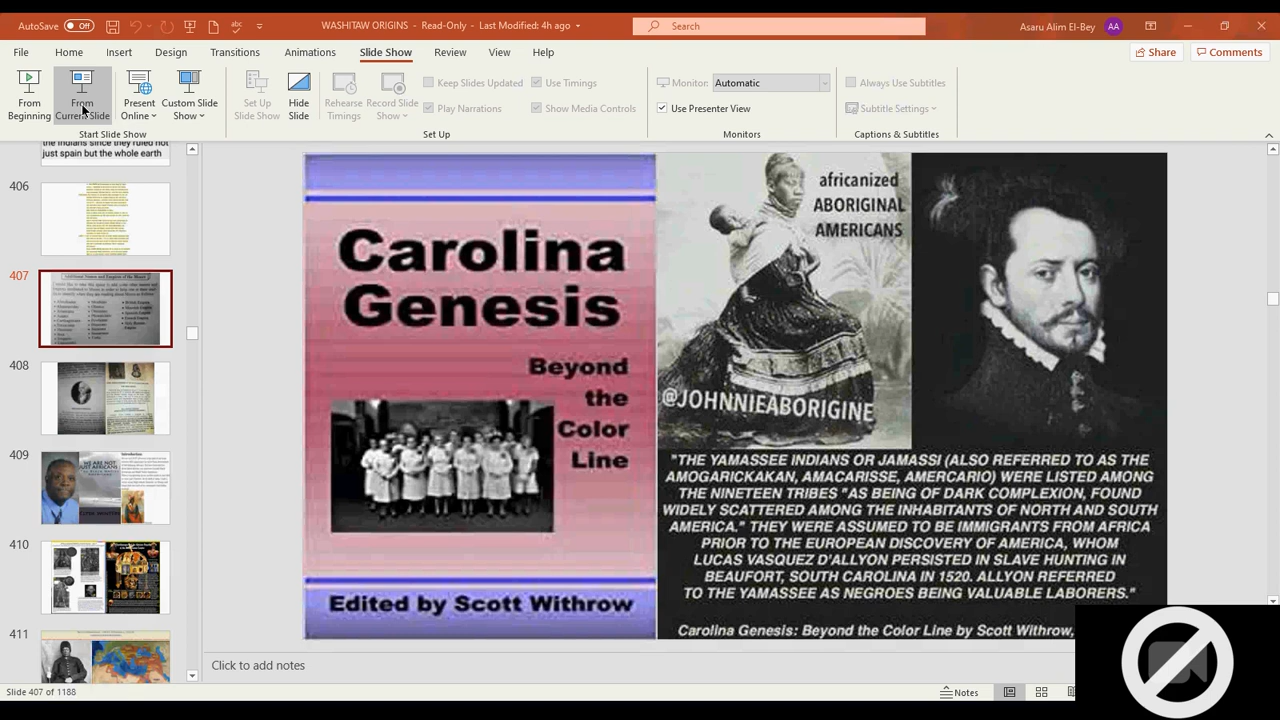 AutoSave Off
WASHITAW ORIGINS - Read-Only - Last Modified: 4h ago
Search
Asaru Alim El-Bey AA
File Home Insert Design Transitions Animations Slide Show Review View Help
Share Comments
From Beginning
From Current Slide
Present Online
Custom Slide Show
Set Up Slide Show
Hide Slide
Rehearse Timings
Record Slide Show
Keep Slides Updated
Use Timings
Play Narrations
Show Media Controls
Monitor: Automatic
Use Presenter View
Always Use Subtitles
Subtitle Settings
Start Slide Show
Set Up
Monitors
Captions & Subtitles
the Indians since they ruled not
just spain but the whole earth
406
407
408
409
WE ARE NOT
JUST AFRICANS
410
411
Carolina
Genesis
Beyond
the
Color
Line
Edited by Scott Withrow
africanized
ABORIGINAL
AMERICANS
@JOHNNIEABORIGINE
"THE YAMASSEE INDIANS OR JAMASSI (ALSO REFERRED TO AS THE
AMOGARICKAKAN, AMACARISSE, AMERCARIO) WERE LISTED AMONG
THE NINETEEN TRIBES "AS BEING OF DARK COMPLEXION, FOUND
WIDELY SCATTERED AMONG THE INHABITANTS OF NORTH AND SOUTH
AMERICA." THEY WERE ASSUMED TO BE IMMIGRANTS FROM AFRICA
PRIOR TO THE EUROPEAN DISCOVERY OF AMERICA, WHOM
LUCAS VASQUEZ D'ALLYON PERSISTED IN SLAVE HUNTING IN
BEAUFORT, SOUTH CAROLINA IN 1520. ALLYON REFERRED
TO THE YAMASSEE AS NEGROES BEING VALUABLE LABORERS."
Carolina Genesis: Beyond the Color Line by Scott Withrow,
Click to add notes
Slide 407 of 1188
Notes